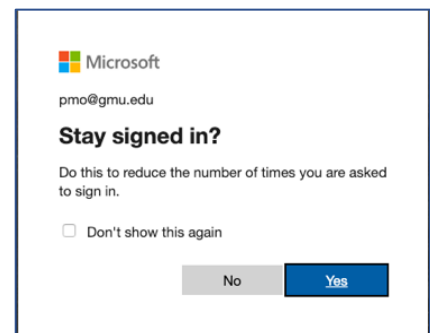 Microsoft
pmo@gmu.edu
Stay signed in?
Do this to reduce the number of times you are asked
to sign in.
Don't show this again
No Yes